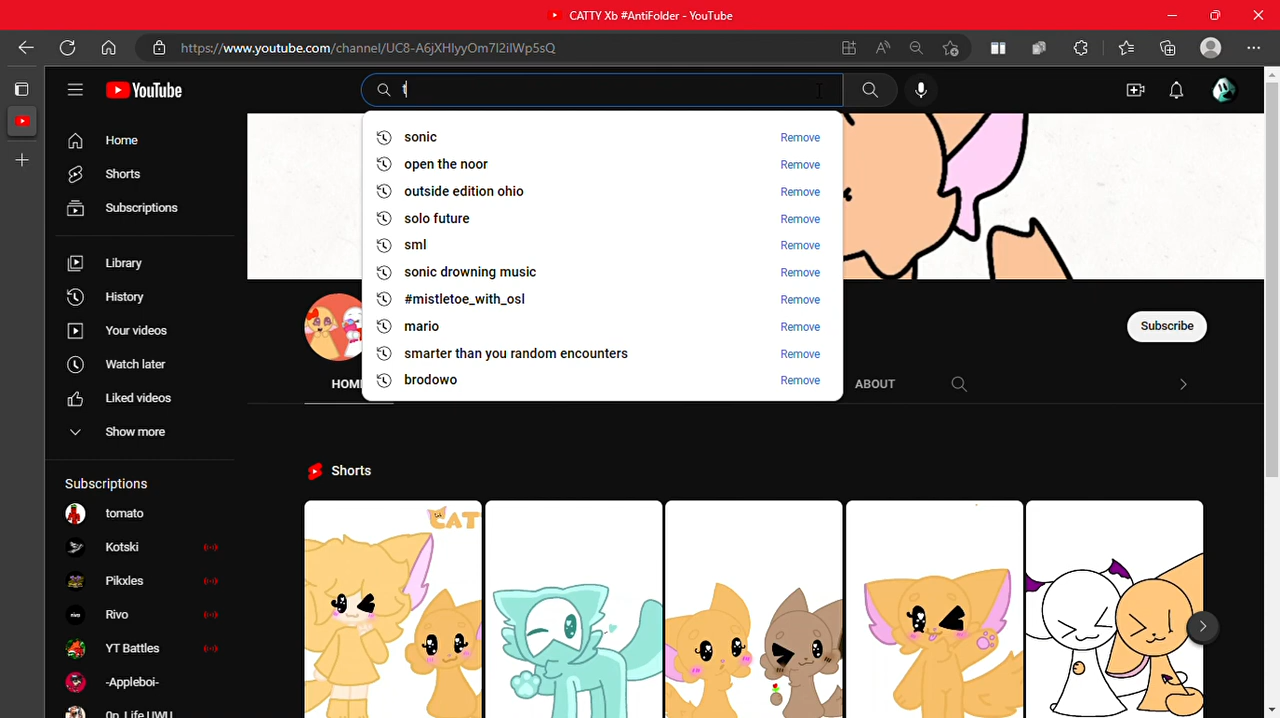 CATTY Xb #AntiFolder - YouTube
https://www.youtube.com/channel/UC8-A6jXHIyyOm7l2ilWp5sQ
YouTube
t
sonic Remove
open the noor Remove
outside edition ohio Remove
solo future Remove
sml Remove
sonic drowning music Remove
#mistletoe_with_osl Remove
mario Remove
smarter than you random encounters Remove
brodowo Remove
Home
Shorts
Subscriptions
Library
History
Your videos
Watch later
Liked videos
Show more
Subscriptions
tomato
Kotski
Pikxles
Rivo
YT Battles
-Appleboi-
0p_Life UWU
Subscribe
HOME
ABOUT
Shorts
CAT